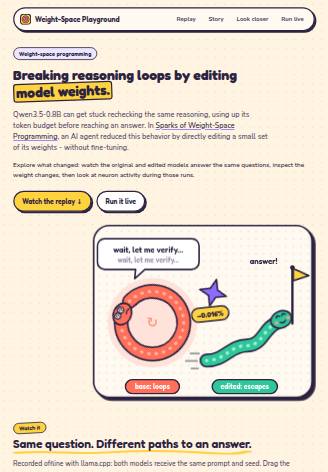 Weight-Space Playground
Replay Story Look closer Run live
Weight-space programming
Breaking reasoning loops by editing
model weights.
Qwen3.5-0.8B can get stuck rechecking the same reasoning, using up its
token budget before reaching an answer. In Sparks of Weight-Space
Programming, an AI agent reduced this behavior by directly editing a small set
of its weights - without fine-tuning.
Explore what changed: watch the original and edited models answer the same questions, inspect the
weight changes, then look at neuron activity during those runs.
Watch the replay ↓
Run it live
wait, let me verify...
wait, let me verify...
answer!
~0.016%
base: loops
edited: escapes
Watch it
Same question. Different paths to an answer.
Recorded offline with llama.cpp: both models receive the same prompt and seed. Drag the